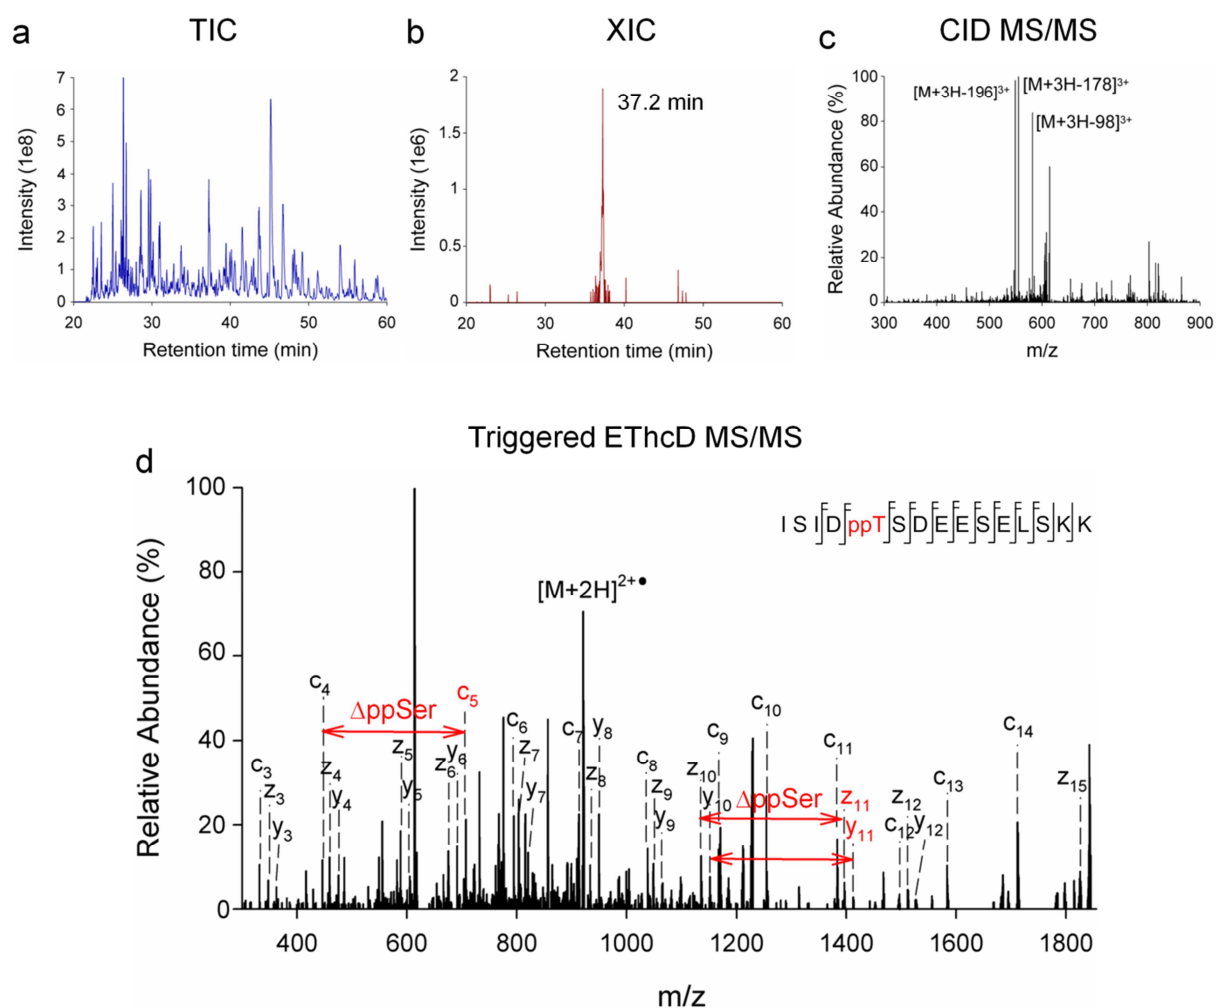 a TIC
b XIC
c CID MS/MS
7
6
5
4
3
2
1
0
20 30 40 50 60
Intensity (1e8)
Retention time (min)
2
1.5
1
0.5
0
20 30 40 50 60
37.2 min
Intensity (1e6)
Retention time (min)
100
80
60
40
20
0
300 400 500 600 700 800 900
[M+3H-196]³⁺
[M+3H-178]³⁺
[M+3H-98]³⁺
Relative Abundance (%)
m/z
Triggered EThcD MS/MS
d
100
80
60
40
20
0
Relative Abundance (%)
I S I D ppT S D E E S E L S K K
[M+2H]²⁺•
c₃
z₃
y₃
c₄
z₄
y₄
ΔppSer
c₅
z₅
y₅
z₆
y₆
c₆
z₇
y₇
c₇
z₈
y₈
c₈
z₉
y₉
z₁₀
y₁₀
c₉
ΔppSer
c₁₀
c₁₁
z₁₁
y₁₁
c₁₂
z₁₂
y₁₂
c₁₃
c₁₄
z₁₅
400 600 800 1000 1200 1400 1600 1800
m/z